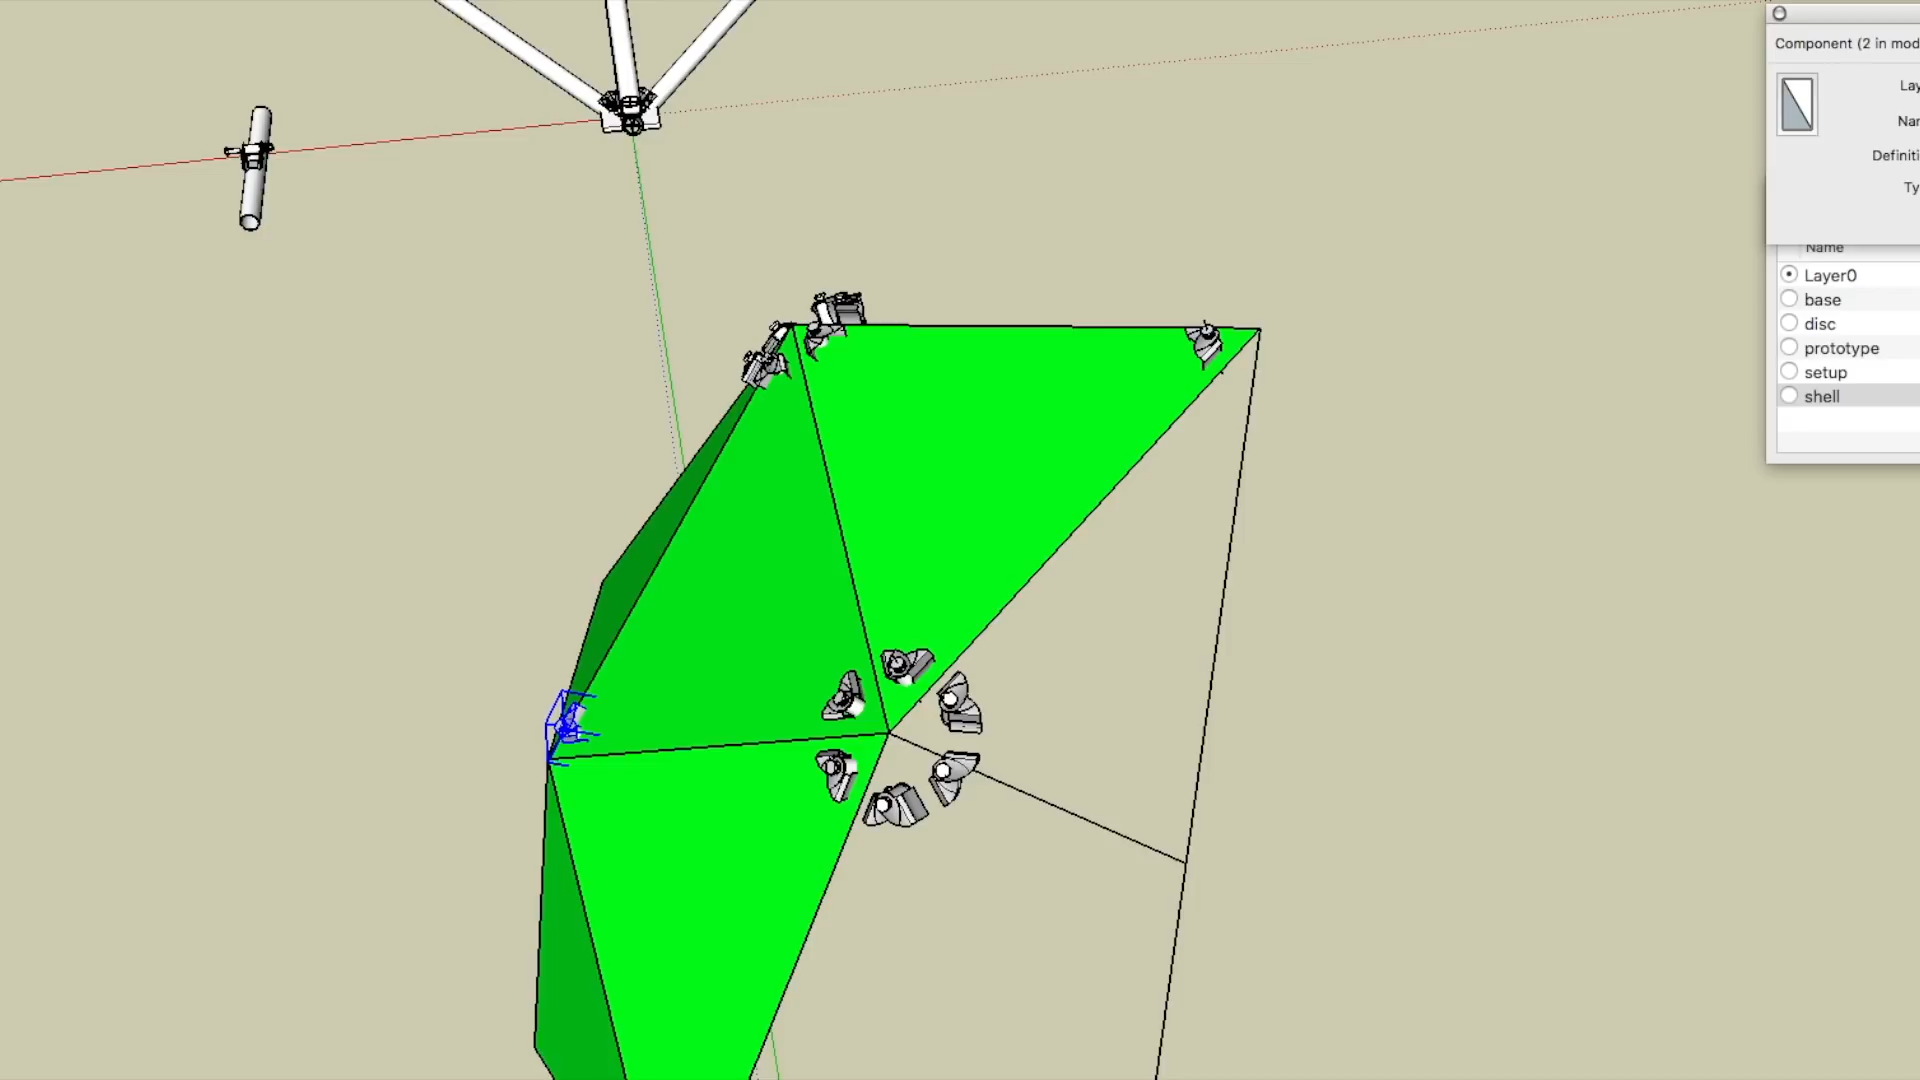 Component (2 in mod
Lay
Nar
Definiti
Ty
Name
Layer0
base
disc
prototype
setup
shell